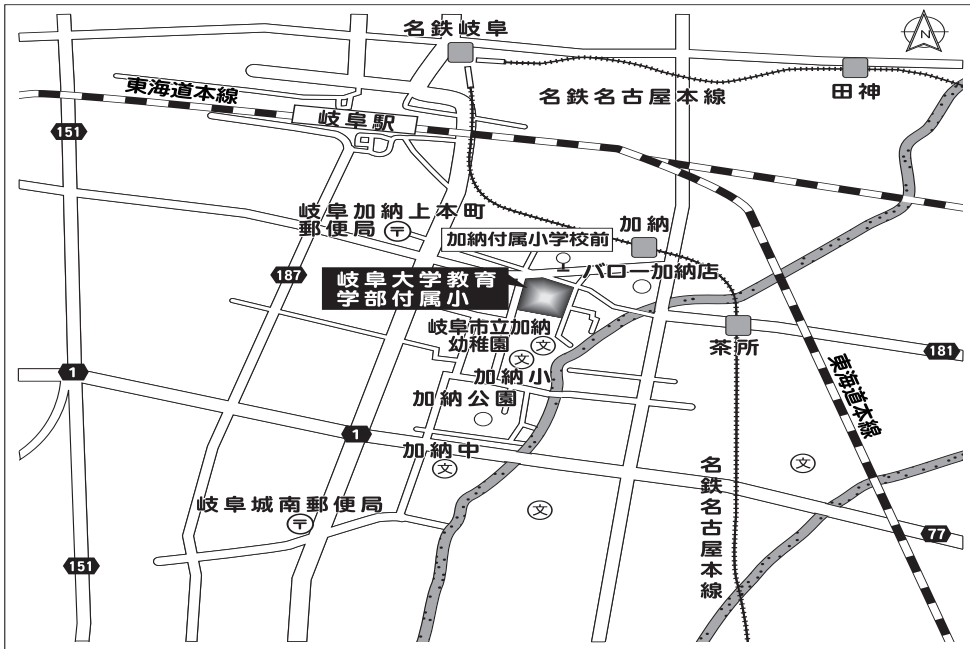 名鉄岐阜
N
東海道本線
名鉄名古屋本線
田神
岐阜駅
151
岐阜加納上本町
郵便局
〒
加納
加納付属小学校前
187
バロー加納店
岐阜大学教育
学部付属小
岐阜市立加納
幼稚園
文
文
茶所
181
1
加納小
加納公園
東海道本線
1
加納中
文
文
名鉄名古屋本線
岐阜城南郵便局
〒
文
77
151